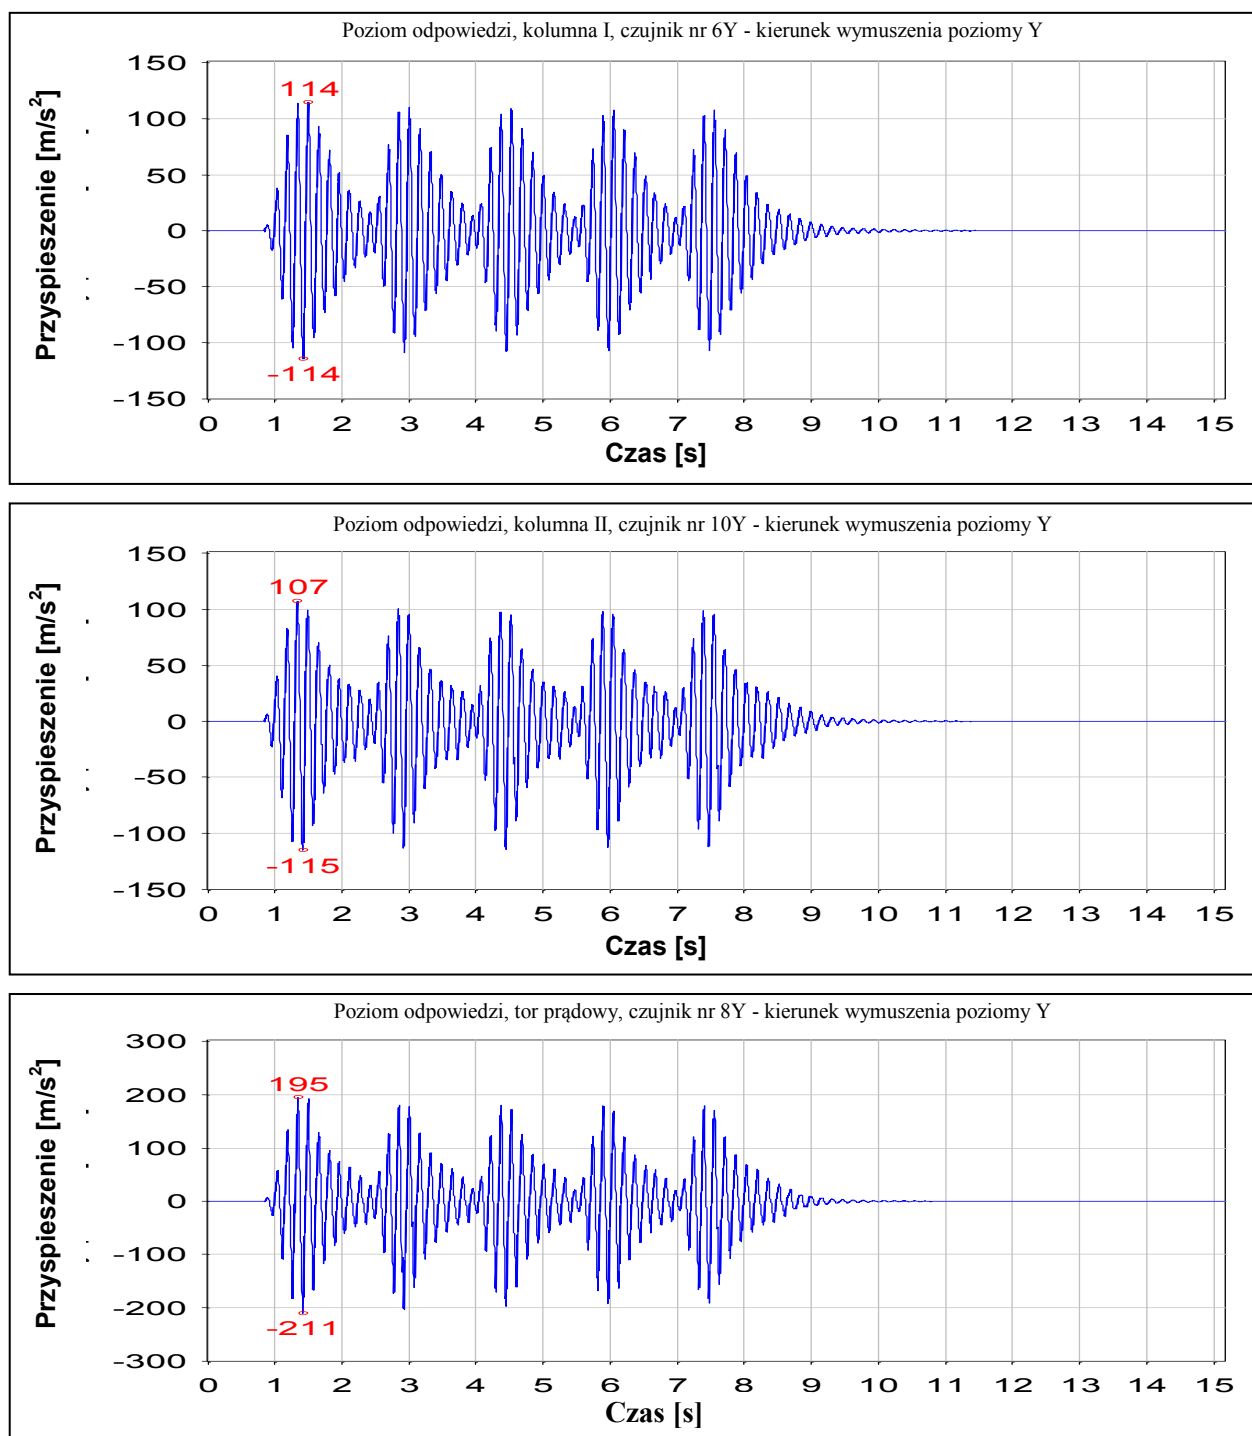 Poziom odpowiedzi, kolumna I, czujnik nr 6Y - kierunek wymuszenia poziomy Y
Przyspieszenie [m/s²]
150
100
50
0
-50
-100
-150
114
-114
0 1 2 3 4 5 6 7 8 9 10 11 12 13 14 15
Czas [s]
Poziom odpowiedzi, kolumna II, czujnik nr 10Y - kierunek wymuszenia poziomy Y
Przyspieszenie [m/s²]
150
100
50
0
-50
-100
-150
107
-115
0 1 2 3 4 5 6 7 8 9 10 11 12 13 14 15
Czas [s]
Poziom odpowiedzi, tor prądowy, czujnik nr 8Y - kierunek wymuszenia poziomy Y
Przyspieszenie [m/s²]
300
200
100
0
-100
-200
-300
195
-211
0 1 2 3 4 5 6 7 8 9 10 11 12 13 14 15
Czas [s]